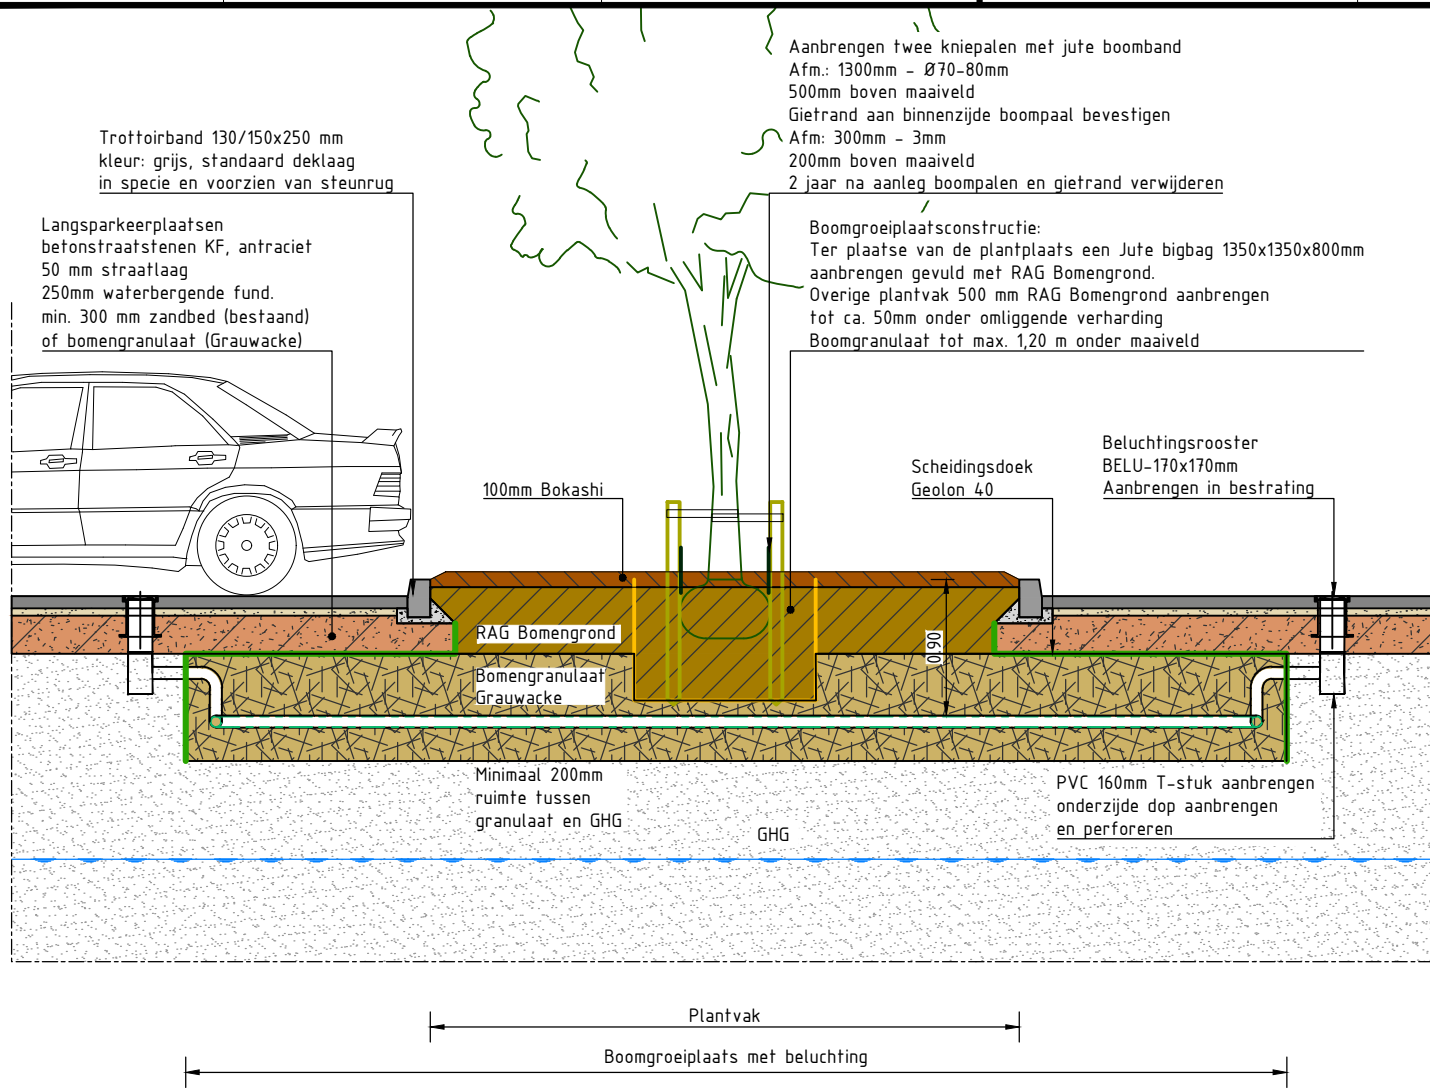 Aanbrengen twee kniepalen met jute boomband
Afm.: 1300mm - Ø70-80mm
500mm boven maaiveld
Gietrand aan binnenzijde boompaal bevestigen
Afm: 300mm - 3mm
200mm boven maaiveld
2 jaar na aanleg boompalen en gietrand verwijderen
Trottoirband 130/150x250 mm
kleur: grijs, standaard deklaag
in specie en voorzien van steunrug
Langsparkeerplaatsen
betonstraatstenen KF, antraciet
50 mm straatlaag
250mm waterbergende fund.
min. 300 mm zandbed (bestaand)
of bomengranulaat (Grauwacke)
Boomgroeiplaatsconstructie:
Ter plaatse van de plantplaats een Jute bigbag 1350x1350x800mm
aanbrengen gevuld met RAG Bomengrond.
Overige plantvak 500 mm RAG Bomengrond aanbrengen
tot ca. 50mm onder omliggende verharding
Boomgranulaat tot max. 1,20 m onder maaiveld
100mm Bokashi
Scheidingsdoek
Geolon 40
Beluchtingsrooster
BELU-170x170mm
Aanbrengen in bestrating
RAG Bomengrond
Bomengranulaat
Grauwacke
0,90
Minimaal 200mm
ruimte tussen
granulaat en GHG
GHG
PVC 160mm T-stuk aanbrengen
onderzijde dop aanbrengen
en perforeren
Plantvak
Boomgroeiplaats met beluchting